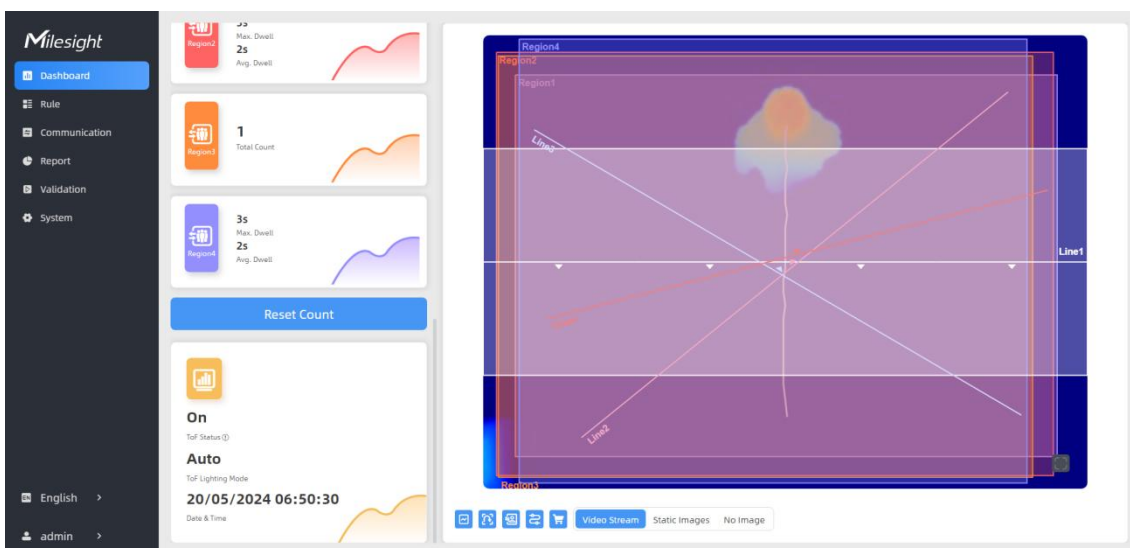 Milesight
Dashboard
Rule
Communication
Report
Validation
System
English
admin
Region2
3s
Max. Dwell
2s
Avg. Dwell
Region3
1
Total Count
Region4
3s
Max. Dwell
2s
Avg. Dwell
Reset Count
On
ToF Status
Auto
ToF Lighting Mode
20/05/2024 06:50:30
Date & Time
Region4
Region2
Region1
Line3
Line1
Line2
Region3
Video Stream
Static Images
No Image